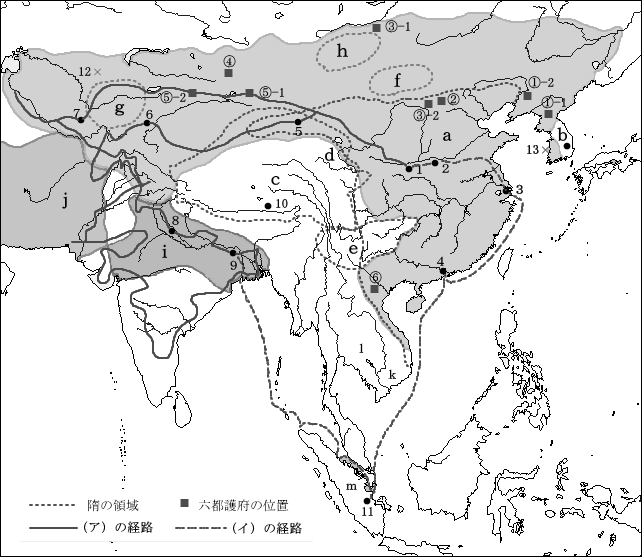 ③-1
h
④
12×
f
①-2
⑤-2
⑤-1
②
③-2
①-1
g
7
6
5
a
b
13×
d
1
2
j
c
3
10
8
e
i
9
4
⑥
l
k
m
11
隋の領域
六都護府の位置
（ア）の経路
（イ）の経路